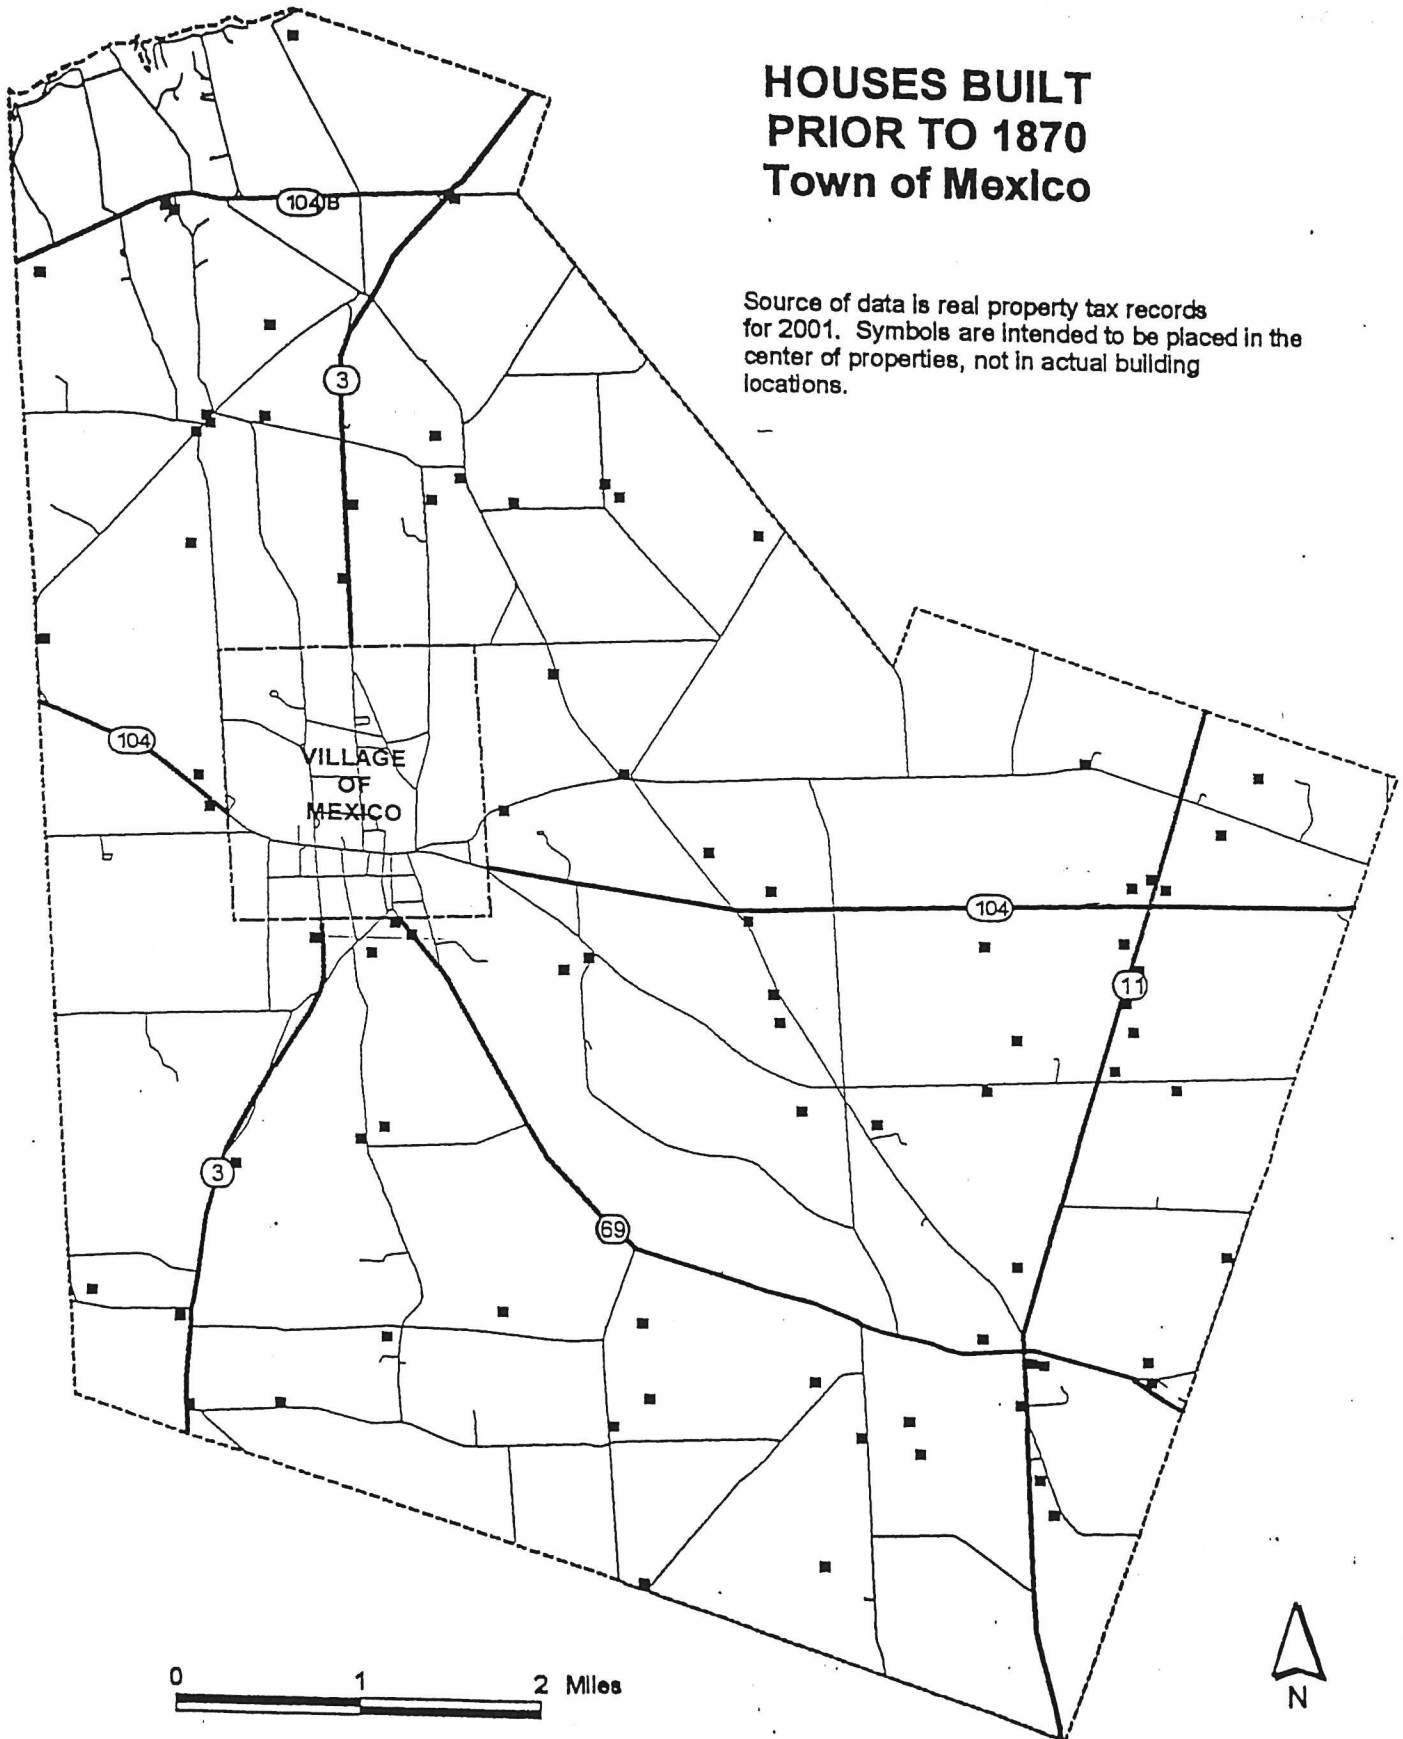 HOUSES BUILT
PRIOR TO 1870
Town of Mexico
104B
Source of data is real property tax records
for 2001. Symbols are intended to be placed in the
center of properties, not in actual building
locations.
3
104
VILLAGE
OF
MEXICO
104
11
3
69
0 1 2 Miles
N